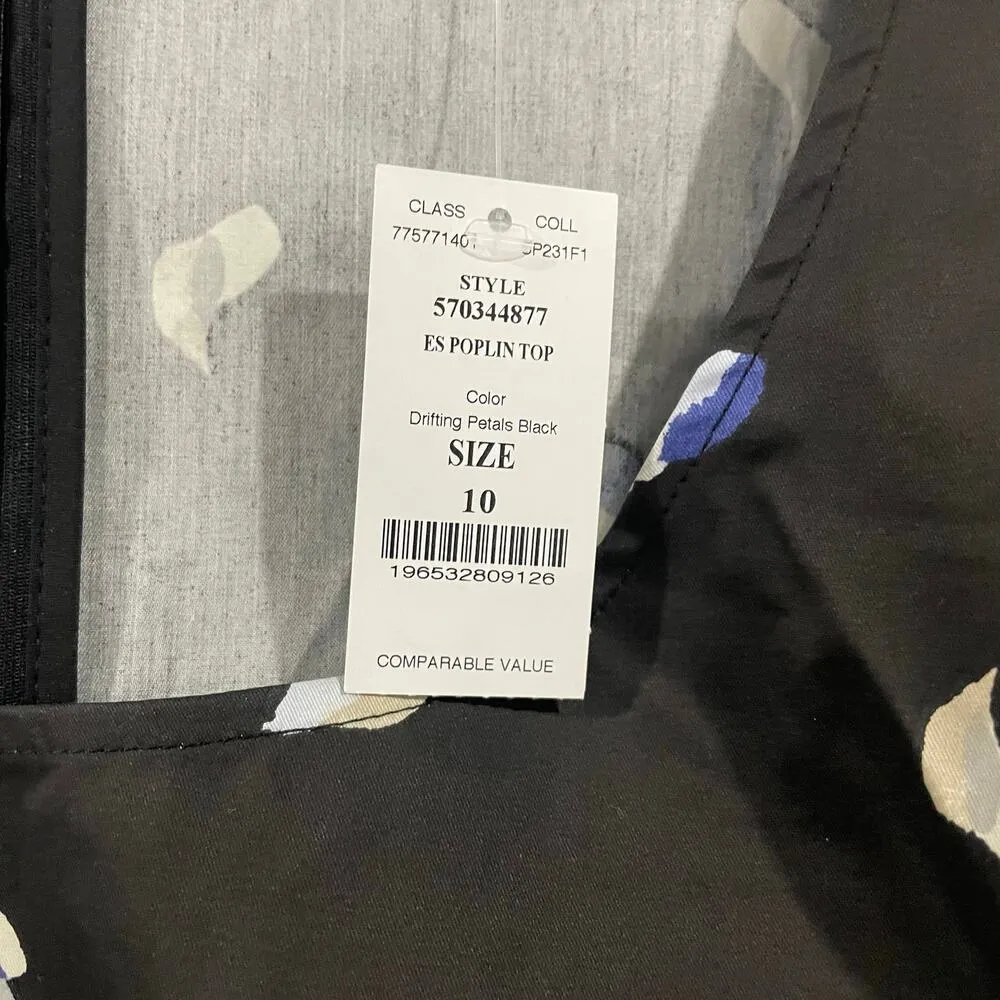 CLASS COLL
STYLE
570344877
ES POPLIN TOP
Color
Drifting Petals Black
SIZE
10
196532809126
COMPARABLE VALUE